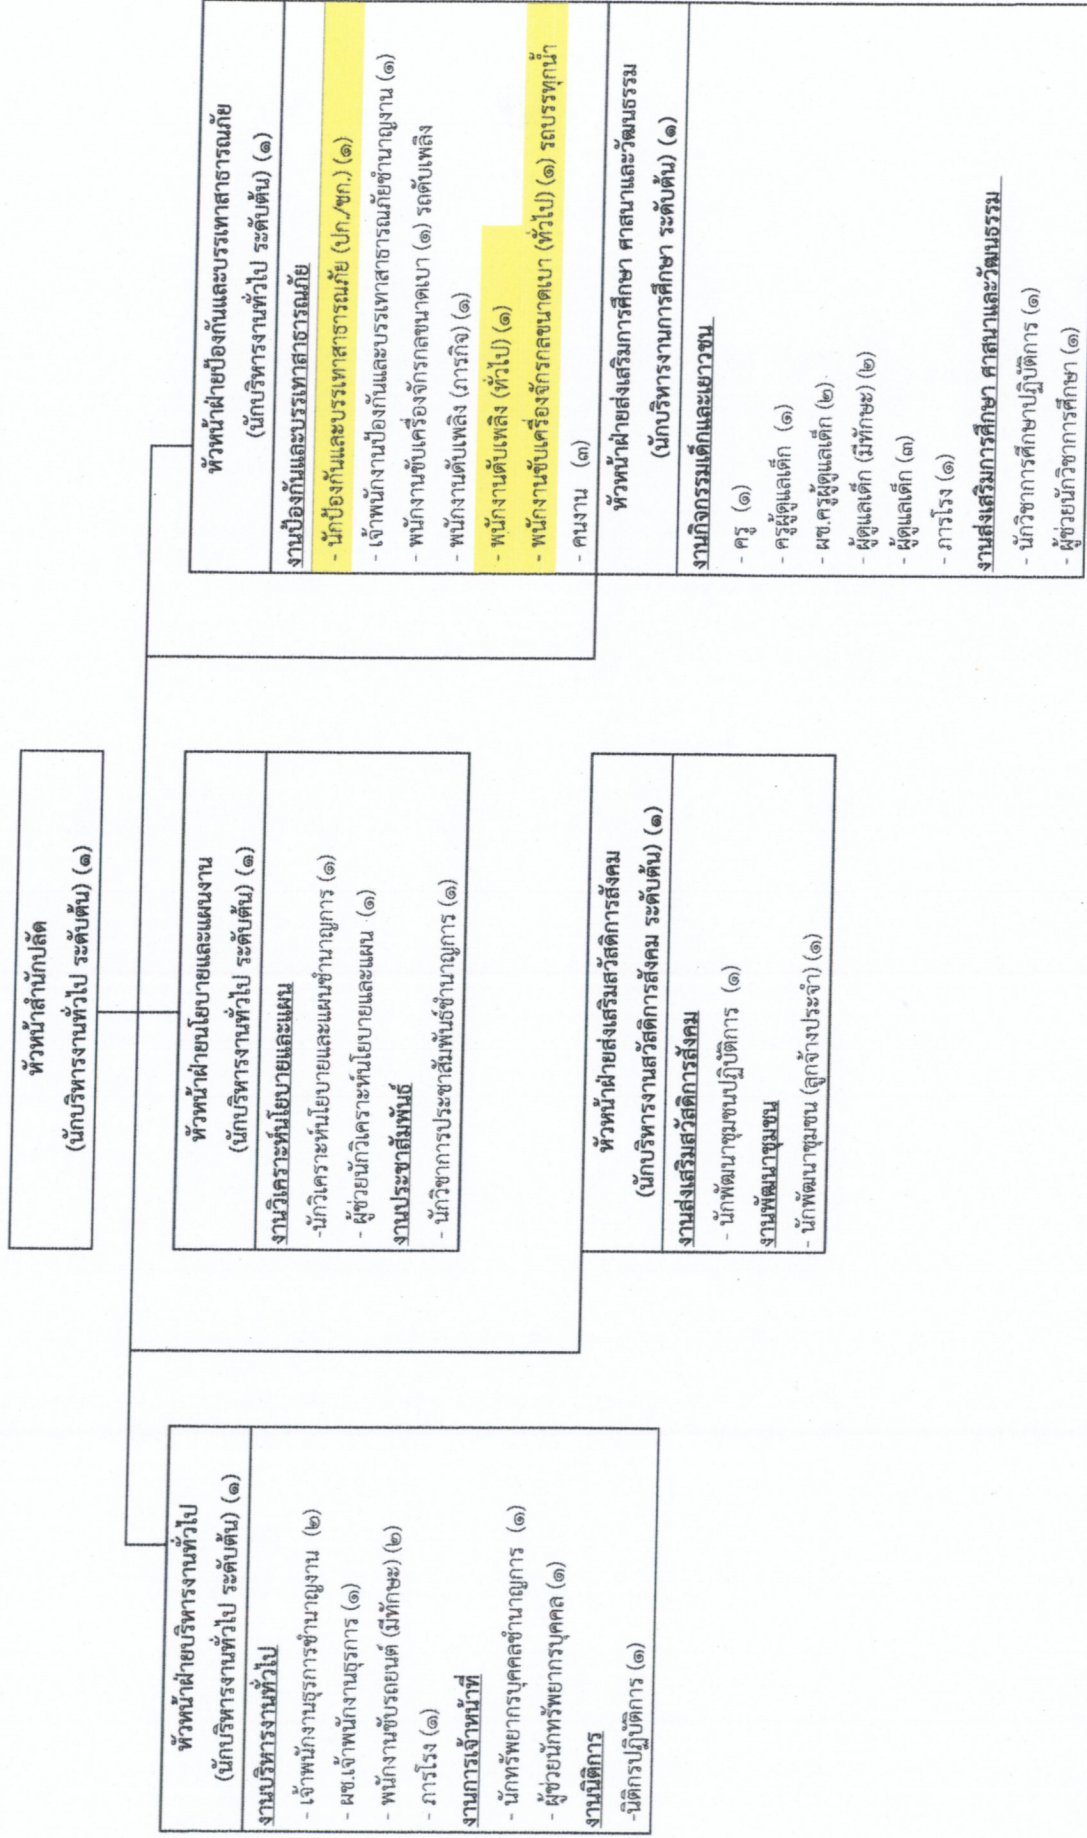 หัวหน้าสำนักปลัด
(นักบริหารงานทั่วไป ระดับต้น) (๑)
หัวหน้าฝ่ายบริหารงานทั่วไป
(นักบริหารงานทั่วไป ระดับต้น) (๑)
งานบริหารงานทั่วไป
- เจ้าพนักงานธุรการชำนาญงาน (๒)
- ผช.เจ้าพนักงานธุรการ (๑)
- พนักงานขับรถยนต์ (มีทักษะ) (๒)
- ภารโรง (๑)
งานการเจ้าหน้าที่
- นักทรัพยากรบุคคลชำนาญการ (๑)
- ผู้ช่วยนักทรัพยากรบุคคล (๑)
งานนิติการ
-นิติกรปฏิบัติการ (๑)
หัวหน้าฝ่ายนโยบายและแผนงาน
(นักบริหารงานทั่วไป ระดับต้น) (๑)
งานวิเคราะห์นโยบายและแผน
-นักวิเคราะห์นโยบายและแผนชำนาญการ (๑)
- ผู้ช่วยนักวิเคราะห์นโยบายและแผน (๑)
งานประชาสัมพันธ์
- นักวิชาการประชาสัมพันธ์ชำนาญการ (๑)
หัวหน้าฝ่ายป้องกันและบรรเทาสาธารณภัย
(นักบริหารงานทั่วไป ระดับต้น) (๑)
งานป้องกันและบรรเทาสาธารณภัย
- นักป้องกันและบรรเทาสาธารณภัย (ปก./ชก.) (๑)
- เจ้าพนักงานป้องกันและบรรเทาสาธารณภัยชำนาญงาน (๑)
- พนักงานขับเครื่องจักรกลขนาดเบา (๑) รถดับเพลิง
- พนักงานดับเพลิง (ภารกิจ) (๑)
- พนักงานดับเพลิง (ทั่วไป) (๑)
- พนักงานขับเครื่องจักรกลขนาดเบา (ทั่วไป) (๑) รถบรรทุกน้ำ
- คนงาน (๓)
หัวหน้าฝ่ายส่งเสริมสวัสดิการสังคม
(นักบริหารงานสวัสดิการสังคม ระดับต้น) (๑)
งานส่งเสริมสวัสดิการสังคม
- นักพัฒนาชุมชนปฏิบัติการ (๑)
งานพัฒนาชุมชน
- นักพัฒนาชุมชน (ลูกจ้างประจำ) (๑)
หัวหน้าฝ่ายส่งเสริมการศึกษา ศาสนาและวัฒนธรรม
(นักบริหารงานการศึกษา ระดับต้น) (๑)
งานกิจกรรมเด็กและเยาวชน
- ครู (๑)
- ครูผู้ดูแลเด็ก (๑)
- ผช.ครูผู้ดูแลเด็ก (๒)
- ผู้ดูแลเด็ก (มีทักษะ) (๒)
- ผู้ดูแลเด็ก (๓)
- ภารโรง (๑)
งานส่งเสริมการศึกษา ศาสนาและวัฒนธรรม
- นักวิชาการศึกษาปฏิบัติการ (๑)
- ผู้ช่วยนักวิชาการศึกษา (๑)